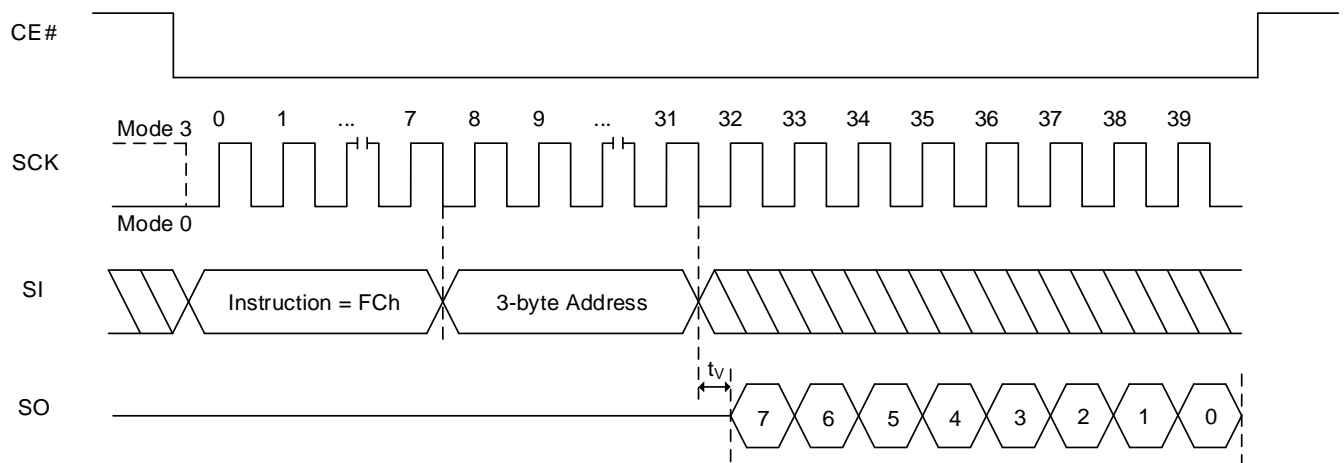 CE#
0 1 ... 7 8 9 ... 31 32 33 34 35 36 37 38 39
Mode 3
SCK
Mode 0
SI
Instruction = FCh 3-byte Address
tV
SO
7 6 5 4 3 2 1 0